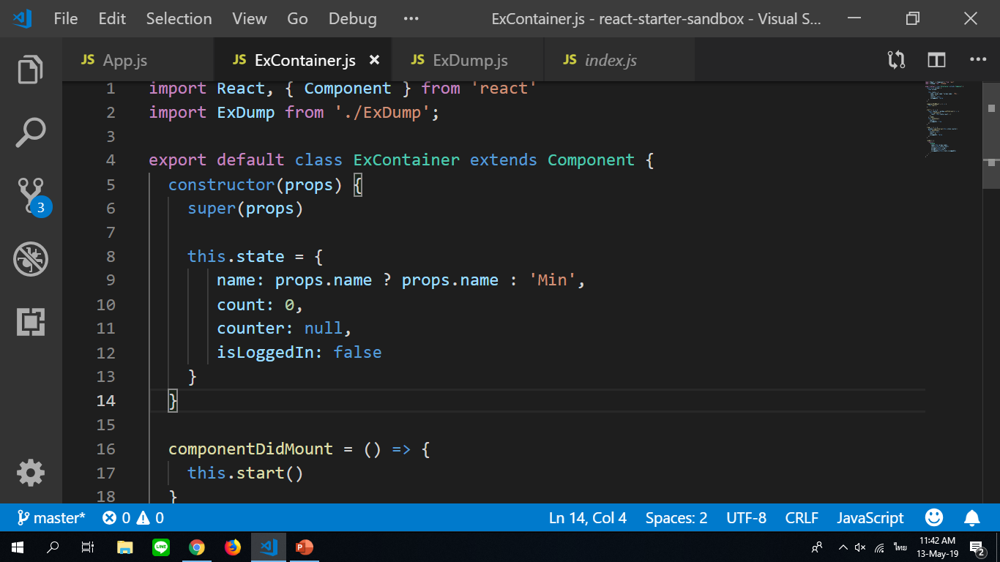 File Edit Selection View Go Debug ··· ExContainer.js - react-starter-sandbox - Visual S...
JS App.js JS ExContainer.js × JS ExDump.js JS index.js
1 import React, { Component } from 'react'
2 import ExDump from './ExDump';
3
4 export default class ExContainer extends Component {
5 constructor(props) {
6 super(props)
7
8 this.state = {
9 name: props.name ? props.name : 'Min',
10 count: 0,
11 counter: null,
12 isLoggedIn: false
13 }
14 }
15
16 componentDidMount = () => {
17 this.start()
18 }
3
master* 0 0 Ln 14, Col 4 Spaces: 2 UTF-8 CRLF JavaScript
LINE P ไทย 11:42 AM
13-May-19 2